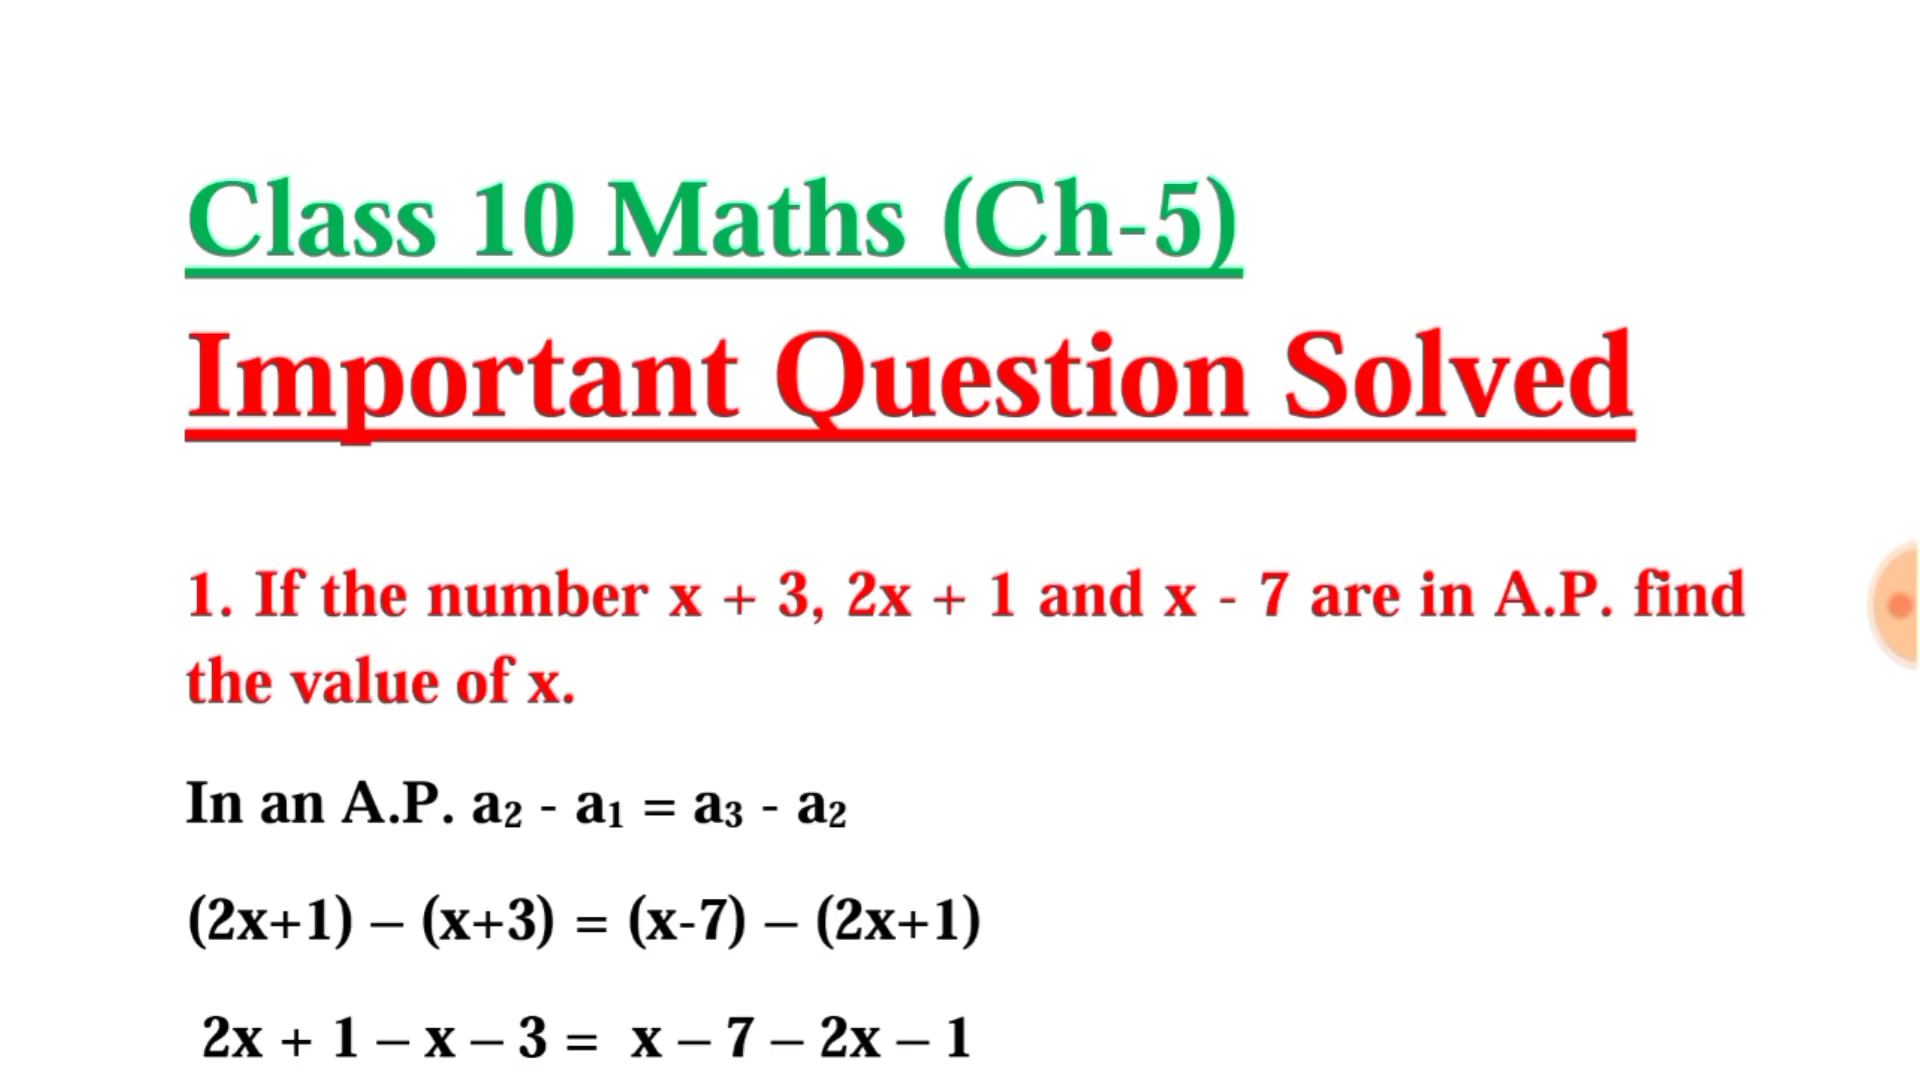 Class 10 Maths (Ch-5)
Important Question Solved
1. If the number x + 3, 2x + 1 and x - 7 are in A.P. find
the value of x.
In an A.P. a₂ - a₁ = a₃ - a₂
(2x+1) – (x+3) = (x-7) – (2x+1)
2x + 1 – x – 3 = x – 7 – 2x – 1